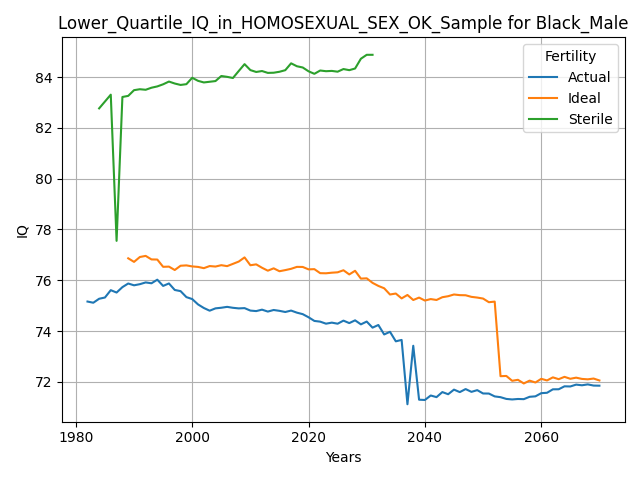 Lower_Quartile_IQ_in_HOMOSEXUAL_SEX_OK_Sample for Black_Male
Fertility
Actual
Ideal
Sterile
84
82
80
78
76
74
72
IQ
1980
2000
2020
2040
2060
Years